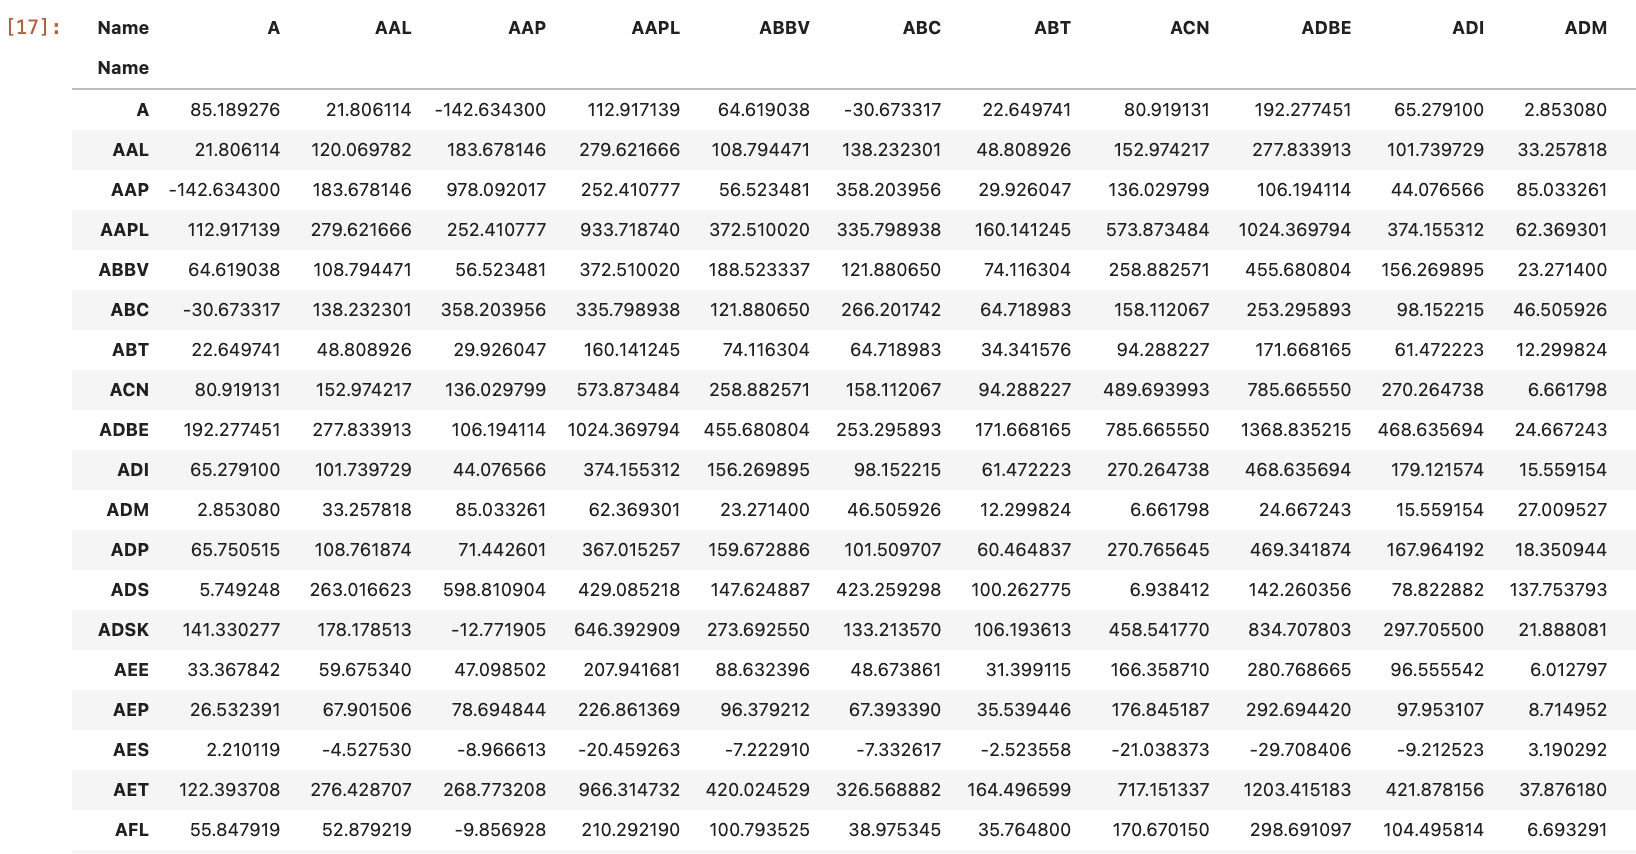 [17]: Name A AAL AAP AAPL ABBV ABC ABT ACN ADBE ADI ADM
Name
A 85.189276 21.806114 -142.634300 112.917139 64.619038 -30.673317 22.649741 80.919131 192.277451 65.279100 2.853080
AAL 21.806114 120.069782 183.678146 279.621666 108.794471 138.232301 48.808926 152.974217 277.833913 101.739729 33.257818
AAP -142.634300 183.678146 978.092017 252.410777 56.523481 358.203956 29.926047 136.029799 106.194114 44.076566 85.033261
AAPL 112.917139 279.621666 252.410777 933.718740 372.510020 335.798938 160.141245 573.873484 1024.369794 374.155312 62.369301
ABBV 64.619038 108.794471 56.523481 372.510020 188.523337 121.880650 74.116304 258.882571 455.680804 156.269895 23.271400
ABC -30.673317 138.232301 358.203956 335.798938 121.880650 266.201742 64.718983 158.112067 253.295893 98.152215 46.505926
ABT 22.649741 48.808926 29.926047 160.141245 74.116304 64.718983 34.341576 94.288227 171.668165 61.472223 12.299824
ACN 80.919131 152.974217 136.029799 573.873484 258.882571 158.112067 94.288227 489.693993 785.665550 270.264738 6.661798
ADBE 192.277451 277.833913 106.194114 1024.369794 455.680804 253.295893 171.668165 785.665550 1368.835215 468.635694 24.667243
ADI 65.279100 101.739729 44.076566 374.155312 156.269895 98.152215 61.472223 270.264738 468.635694 179.121574 15.559154
ADM 2.853080 33.257818 85.033261 62.369301 23.271400 46.505926 12.299824 6.661798 24.667243 15.559154 27.009527
ADP 65.750515 108.761874 71.442601 367.015257 159.672886 101.509707 60.464837 270.765645 469.341874 167.964192 18.350944
ADS 5.749248 263.016623 598.810904 429.085218 147.624887 423.259298 100.262775 6.938412 142.260356 78.822882 137.753793
ADSK 141.330277 178.178513 -12.771905 646.392909 273.692550 133.213570 106.193613 458.541770 834.707803 297.705500 21.888081
AEE 33.367842 59.675340 47.098502 207.941681 88.632396 48.673861 31.399115 166.358710 280.768665 96.555542 6.012797
AEP 26.532391 67.901506 78.694844 226.861369 96.379212 67.393390 35.539446 176.845187 292.694420 97.953107 8.714952
AES 2.210119 -4.527530 -8.966613 -20.459263 -7.222910 -7.332617 -2.523558 -21.038373 -29.708406 -9.212523 3.190292
AET 122.393708 276.428707 268.773208 966.314732 420.024529 326.568882 164.496599 717.151337 1203.415183 421.878156 37.876180
AFL 55.847919 52.879219 -9.856928 210.292190 100.793525 38.975345 35.764800 170.670150 298.691097 104.495814 6.693291